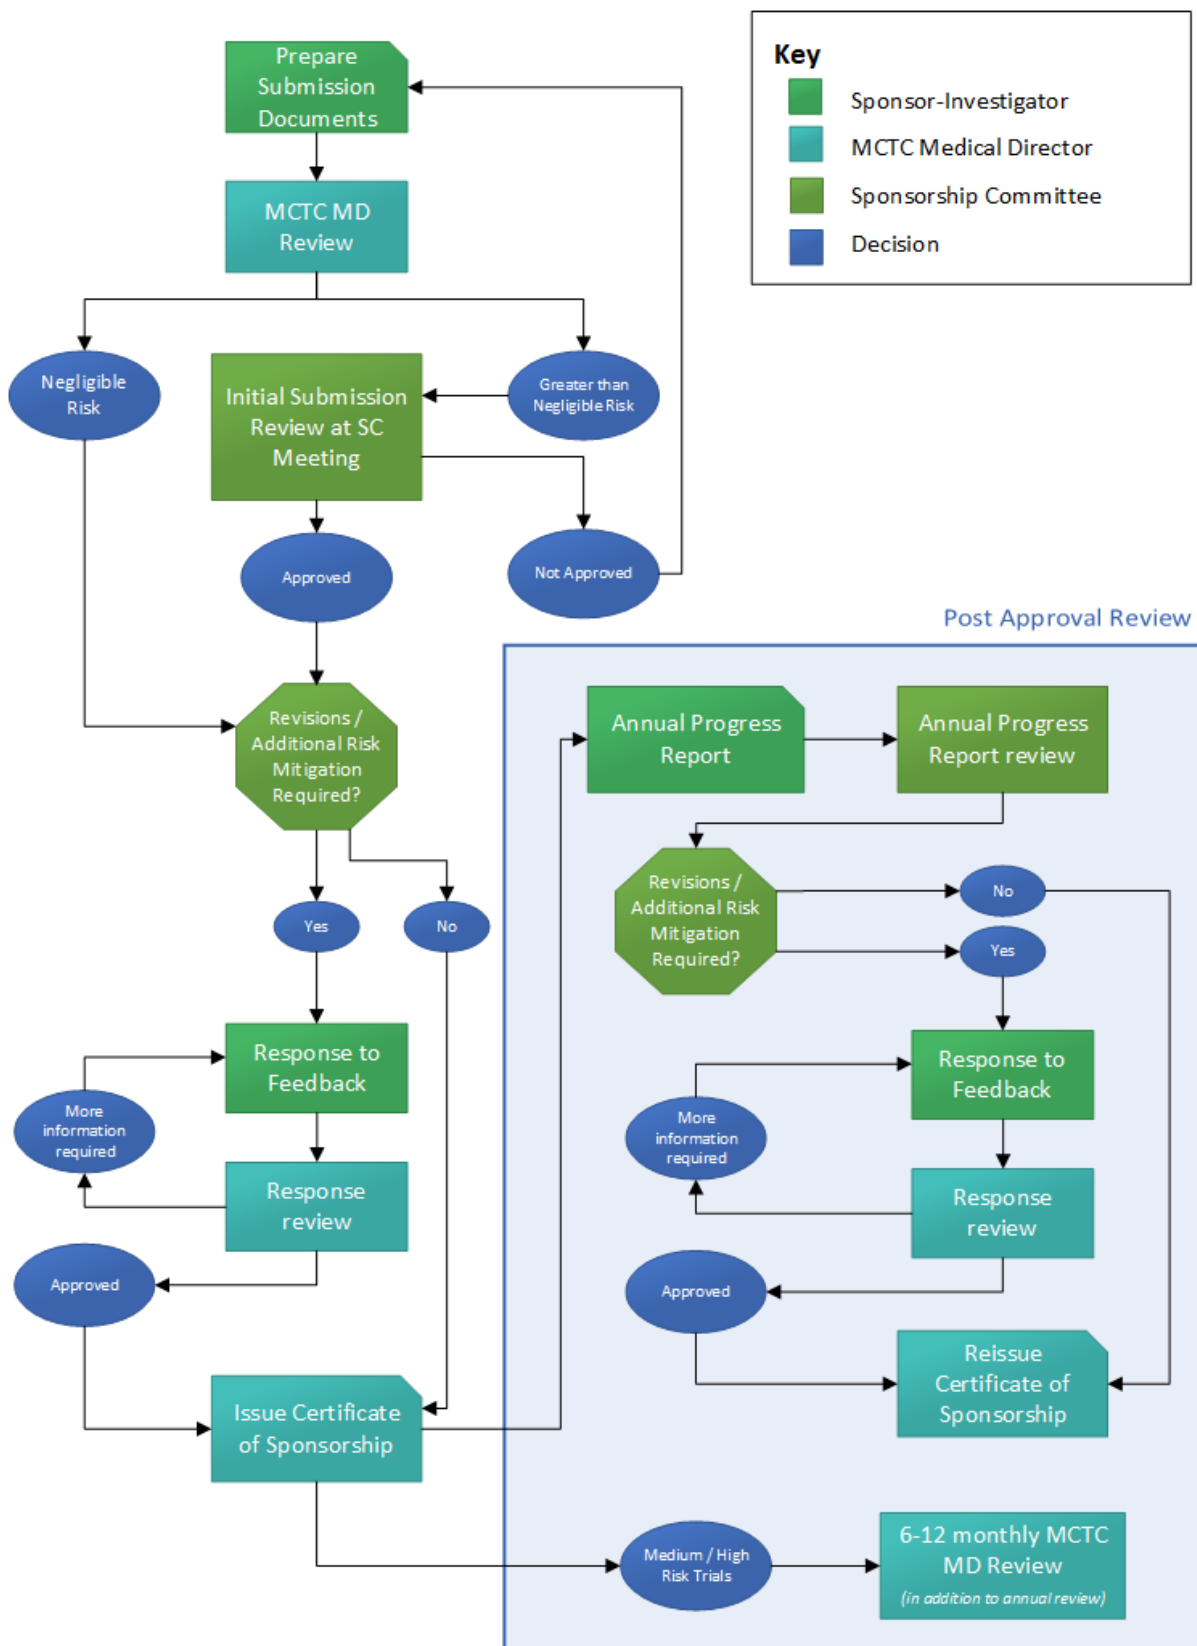 Prepare
Submission
Documents
Key
Sponsor-Investigator
MCTC Medical Director
Sponsorship Committee
Decision
MCTC MD
Review
Negligible
Risk
Initial Submission
Review at SC
Meeting
Greater than
Negligible Risk
Approved
Not Approved
Revisions /
Additional Risk
Mitigation
Required?
Yes
No
Response to
Feedback
More
information
required
Response
review
Approved
Issue Certificate
of Sponsorship
Post Approval Review
Annual Progress
Report
Annual Progress
Report review
Revisions /
Additional Risk
Mitigation
Required?
No
Yes
Response to
Feedback
More
information
required
Response
review
Approved
Reissue
Certificate of
Sponsorship
Medium / High
Risk Trials
6-12 monthly MCTC
MD Review
(in addition to annual review)